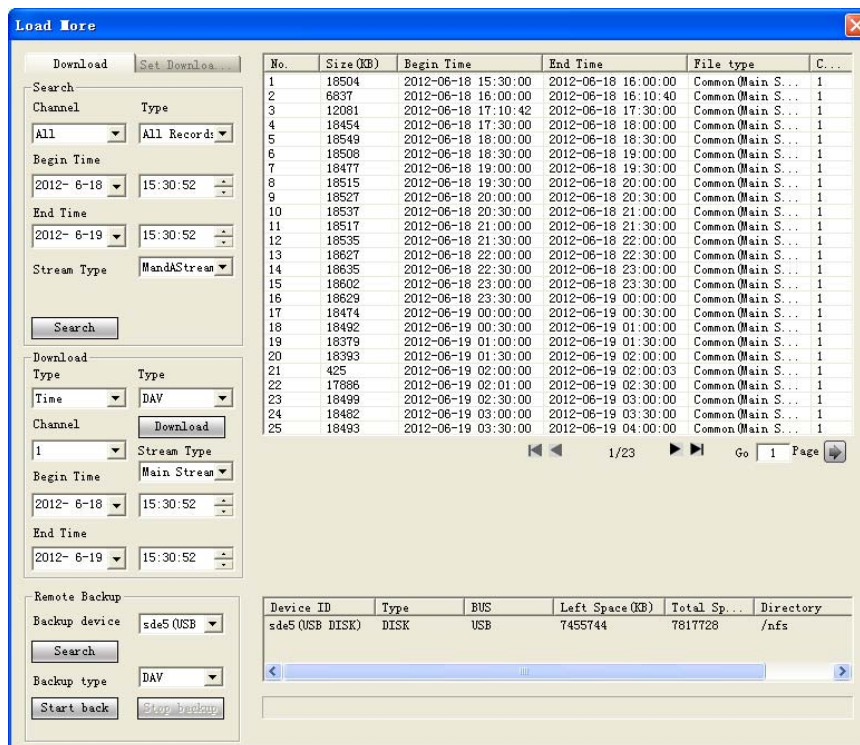 Load More
Download Set Downloa...
Search
Channel Type
All All Records
Begin Time
2012- 6-18 15:30:52
End Time
2012- 6-19 15:30:52
Stream Type MandAStream
Search
Download
Type Type
Time DAV
Channel Download
1 Stream Type
Begin Time Main Stream
2012- 6-18 15:30:52
End Time
2012- 6-19 15:30:52
Remote Backup
Backup device sde5(USB
Search
Backup type DAV
Start back Stop backup
No. Size(KB) Begin Time End Time File type C...
1 18504 2012-06-18 15:30:00 2012-06-18 16:00:00 Common(Main S... 1
2 6837 2012-06-18 16:00:00 2012-06-18 16:10:40 Common(Main S... 1
3 12081 2012-06-18 17:10:42 2012-06-18 17:30:00 Common(Main S... 1
4 18454 2012-06-18 17:30:00 2012-06-18 18:00:00 Common(Main S... 1
5 18549 2012-06-18 18:00:00 2012-06-18 18:30:00 Common(Main S... 1
6 18508 2012-06-18 18:30:00 2012-06-18 19:00:00 Common(Main S... 1
7 18477 2012-06-18 19:00:00 2012-06-18 19:30:00 Common(Main S... 1
8 18515 2012-06-18 19:30:00 2012-06-18 20:00:00 Common(Main S... 1
9 18527 2012-06-18 20:00:00 2012-06-18 20:30:00 Common(Main S... 1
10 18537 2012-06-18 20:30:00 2012-06-18 21:00:00 Common(Main S... 1
11 18517 2012-06-18 21:00:00 2012-06-18 21:30:00 Common(Main S... 1
12 18535 2012-06-18 21:30:00 2012-06-18 22:00:00 Common(Main S... 1
13 18627 2012-06-18 22:00:00 2012-06-18 22:30:00 Common(Main S... 1
14 18635 2012-06-18 22:30:00 2012-06-18 23:00:00 Common(Main S... 1
15 18602 2012-06-18 23:00:00 2012-06-18 23:30:00 Common(Main S... 1
16 18629 2012-06-18 23:30:00 2012-06-19 00:00:00 Common(Main S... 1
17 18474 2012-06-19 00:00:00 2012-06-19 00:30:00 Common(Main S... 1
18 18492 2012-06-19 00:30:00 2012-06-19 01:00:00 Common(Main S... 1
19 18379 2012-06-19 01:00:00 2012-06-19 01:30:00 Common(Main S... 1
20 18393 2012-06-19 01:30:00 2012-06-19 02:00:00 Common(Main S... 1
21 425 2012-06-19 02:00:00 2012-06-19 02:00:03 Common(Main S... 1
22 17886 2012-06-19 02:01:00 2012-06-19 02:30:00 Common(Main S... 1
23 18499 2012-06-19 02:30:00 2012-06-19 03:00:00 Common(Main S... 1
24 18482 2012-06-19 03:00:00 2012-06-19 03:30:00 Common(Main S... 1
25 18493 2012-06-19 03:30:00 2012-06-19 04:00:00 Common(Main S... 1
1/23 Go 1 Page
Device ID Type BUS Left Space(KB) Total Sp... Directory
sde5(USB DISK) DISK USB 7455744 7817728 /nfs